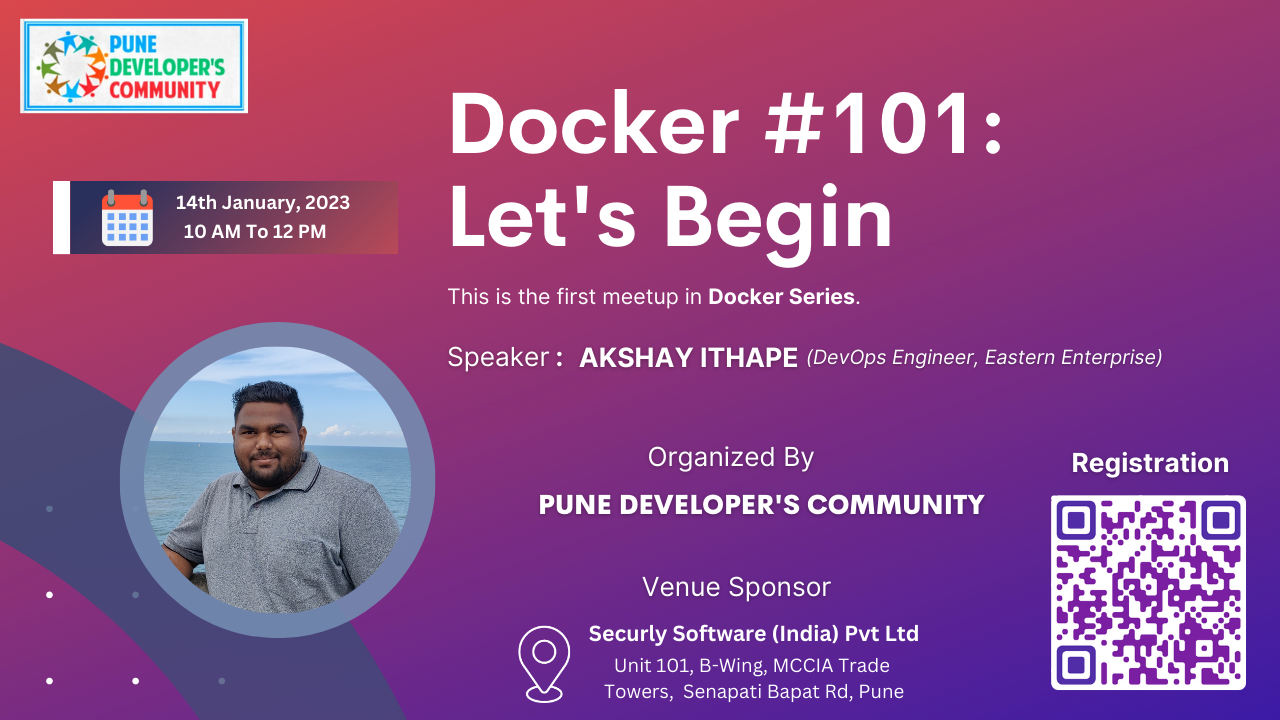 PUNE
DEVELOPER'S
COMMUNITY
14th January, 2023
10 AM To 12 PM
Docker #101:
Let's Begin
This is the first meetup in Docker Series.
Speaker : AKSHAY ITHAPE (DevOps Engineer, Eastern Enterprise)
Organized By
PUNE DEVELOPER'S COMMUNITY
Registration
Venue Sponsor
Securly Software (India) Pvt Ltd
Unit 101, B-Wing, MCCIA Trade
Towers, Senapati Bapat Rd, Pune